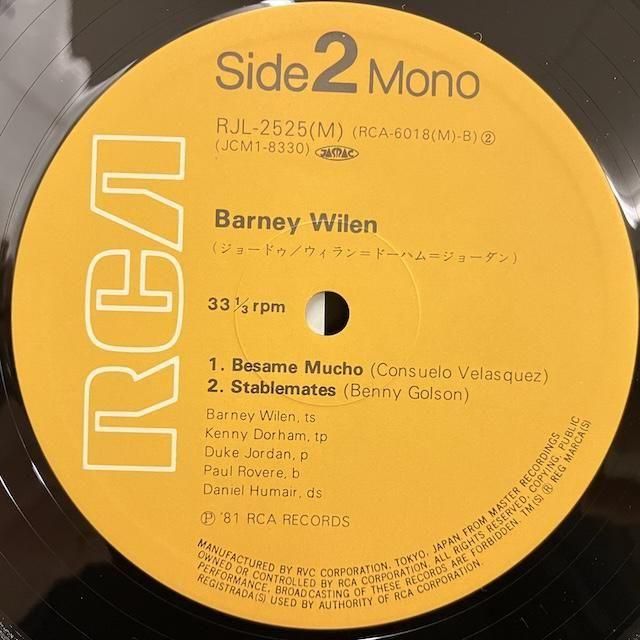 Side 2 Mono
RJL-2525(M) (RCA-6018(M)-B) ②
(JCM1-8330) JASRAC
RCA
Barney Wilen
(ジョードゥ/ウィラン=ドーハム=ジョーダン)
33 1/3 rpm
1. Besame Mucho (Consuelo Velasquez)
2. Stablemates (Benny Golson)
Barney Wilen, ts
Kenny Dorham, tp
Duke Jordan, p
Paul Rovere, b
Daniel Humair, ds
Ⓟ '81 RCA RECORDS
MANUFACTURED BY RVC CORPORATION, TOKYO, JAPAN, FROM MASTER RECORDINGS
OWNED OR CONTROLLED BY RCA CORPORATION. ALL RIGHTS RESERVED, COPYING, PUBLIC
PERFORMANCE, BROADCASTING OF THESE RECORDS ARE FORBIDDEN. TM(S) ® REG MARCA(S)
REGISTRADA(S) USED BY AUTHORITY OF RCA CORPORATION.